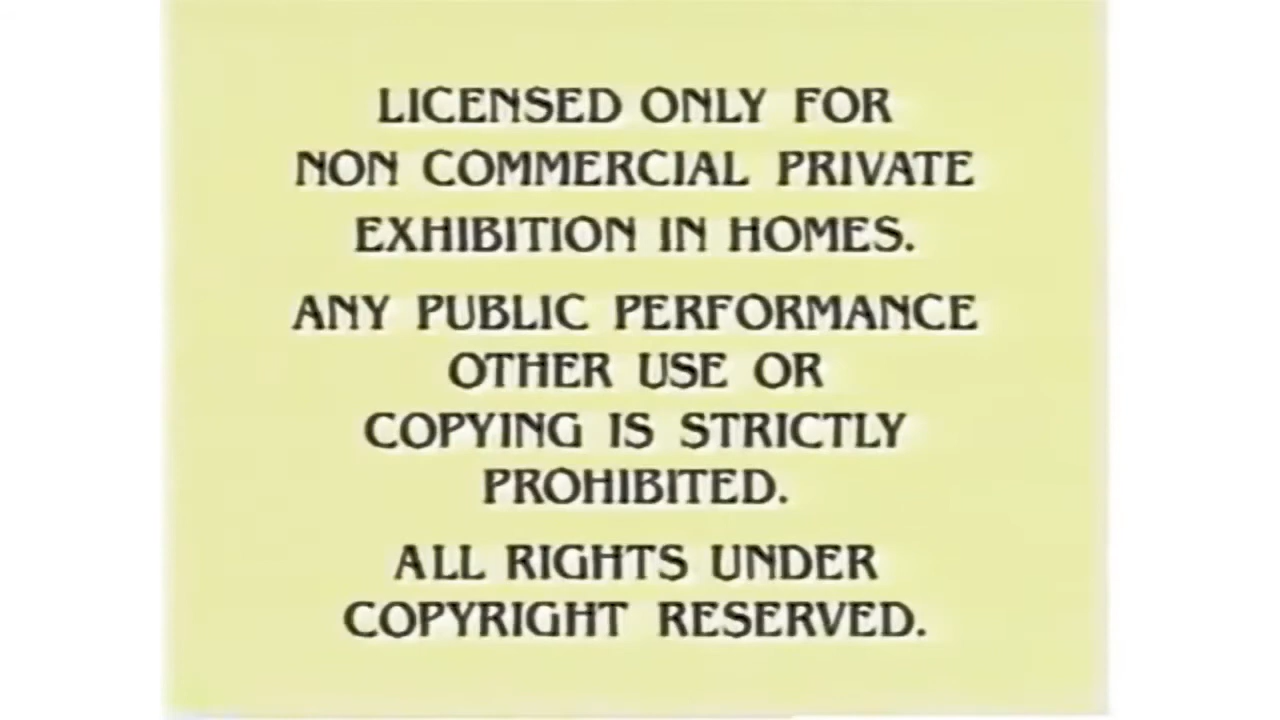 LICENSED ONLY FOR
NON COMMERCIAL PRIVATE
EXHIBITION IN HOMES.
ANY PUBLIC PERFORMANCE
OTHER USE OR
COPYING IS STRICTLY
PROHIBITED.
ALL RIGHTS UNDER
COPYRIGHT RESERVED.